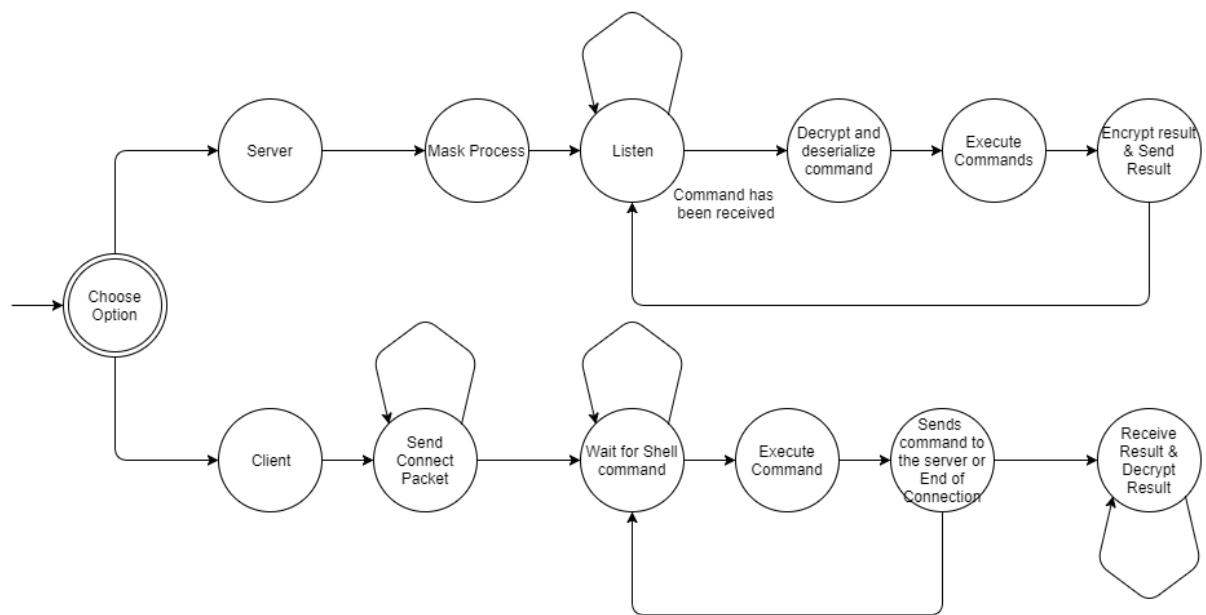 Server
Mask Process
Listen
Decrypt and
deserialize
command
Execute
Commands
Encrypt result
& Send
Result
Command has
been received
Choose
Option
Client
Send
Connect
Packet
Wait for Shell
command
Execute
Command
Sends
command to
the server or
End of
Connection
Receive
Result &
Decrypt
Result